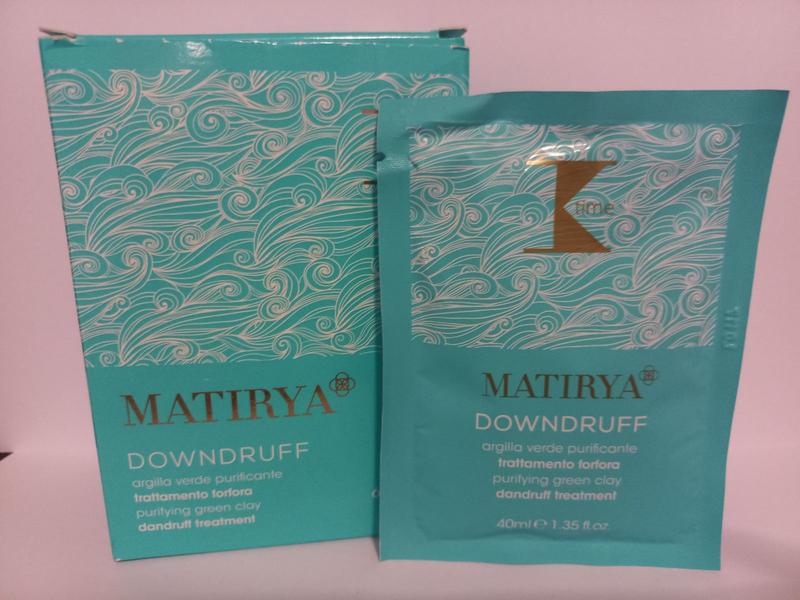 MATIRYA
DOWNDRUFF
argilla verde purificante
trattamento forfora
purifying green clay
dandruff treatment
K time
MATIRYA
DOWNDRUFF
argilla verde purificante
trattamento forfora
purifying green clay
dandruff treatment
40ml e 1.35 fl.oz